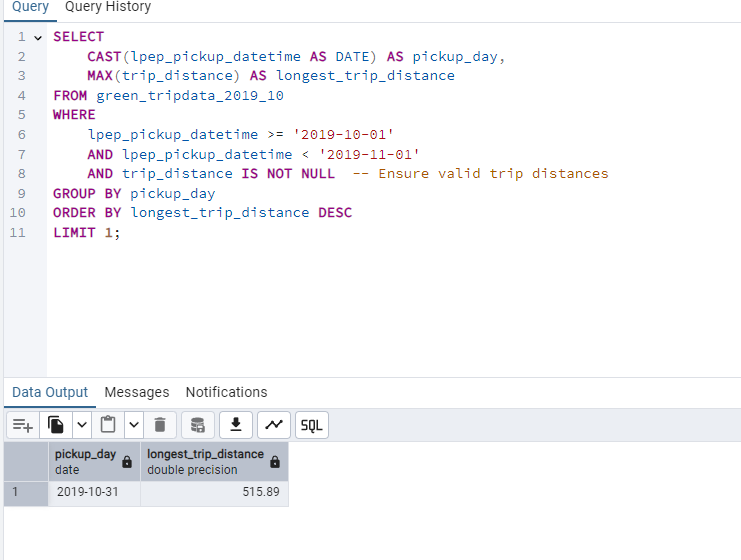 Query Query History
1 SELECT
2 CAST(lpep_pickup_datetime AS DATE) AS pickup_day,
3 MAX(trip_distance) AS longest_trip_distance
4 FROM green_tripdata_2019_10
5 WHERE
6 lpep_pickup_datetime >= '2019-10-01'
7 AND lpep_pickup_datetime < '2019-11-01'
8 AND trip_distance IS NOT NULL -- Ensure valid trip distances
9 GROUP BY pickup_day
10 ORDER BY longest_trip_distance DESC
11 LIMIT 1;
Data Output Messages Notifications
SQL
pickup_day longest_trip_distance
date double precision
1 2019-10-31 515.89